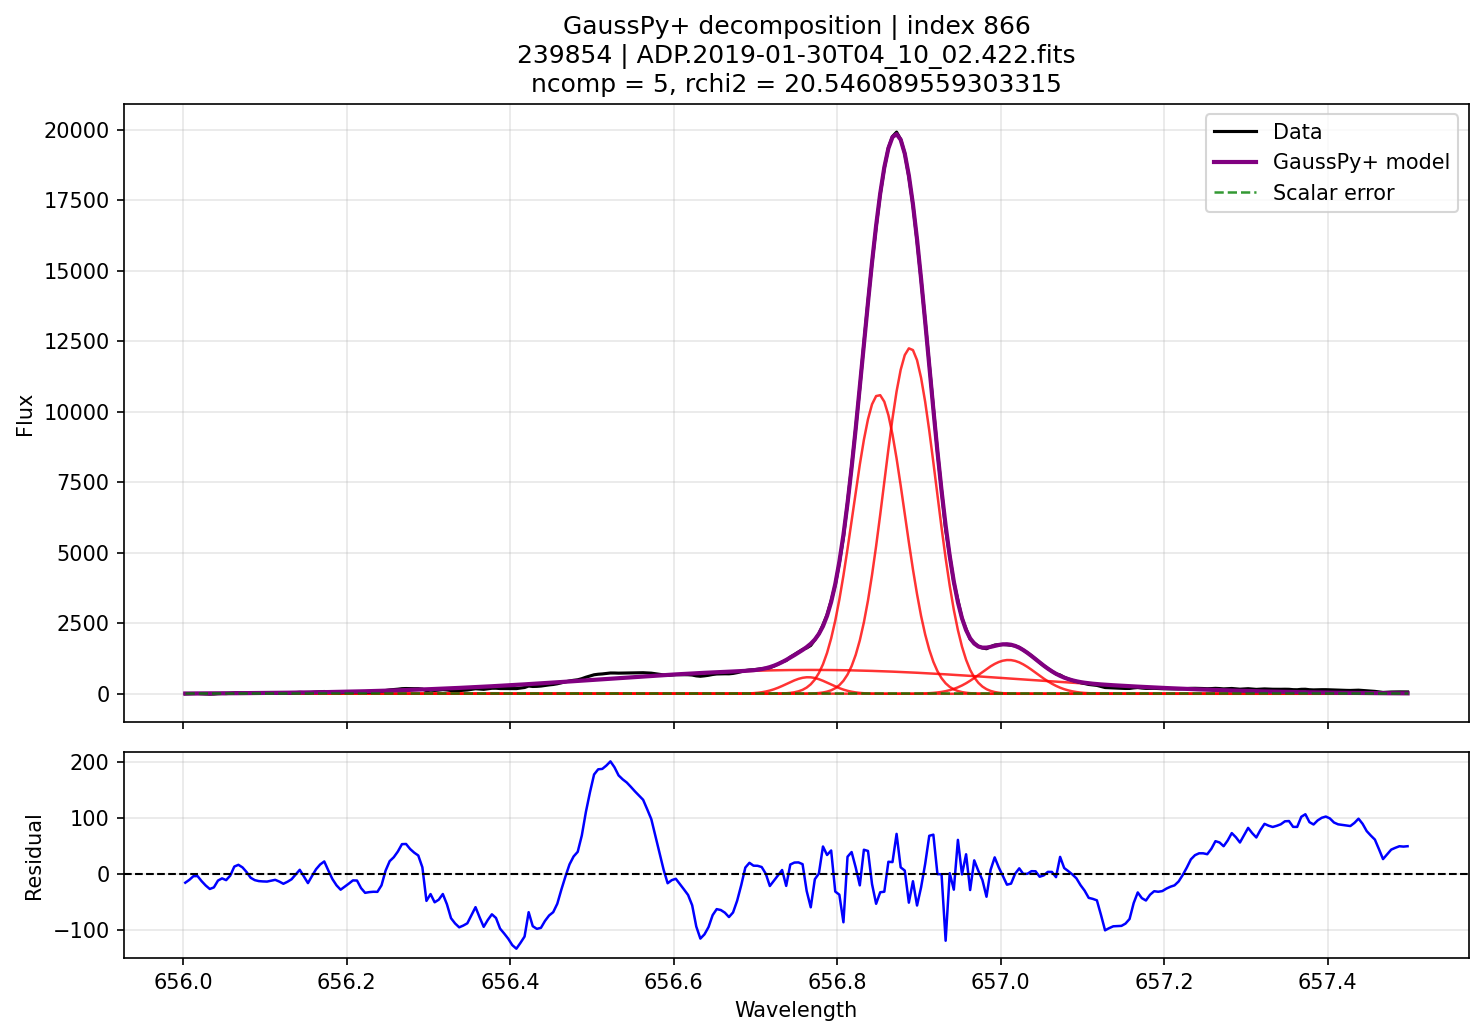 GaussPy+ decomposition | index 866
239854 | ADP.2019-01-30T04_10_02.422.fits
ncomp = 5, rchi2 = 20.546089559303315
Data
GaussPy+ model
Scalar error
Flux
20000
17500
15000
12500
10000
7500
5000
2500
0
Residual
200
100
0
−100
656.0 656.2 656.4 656.6 656.8 657.0 657.2 657.4
Wavelength